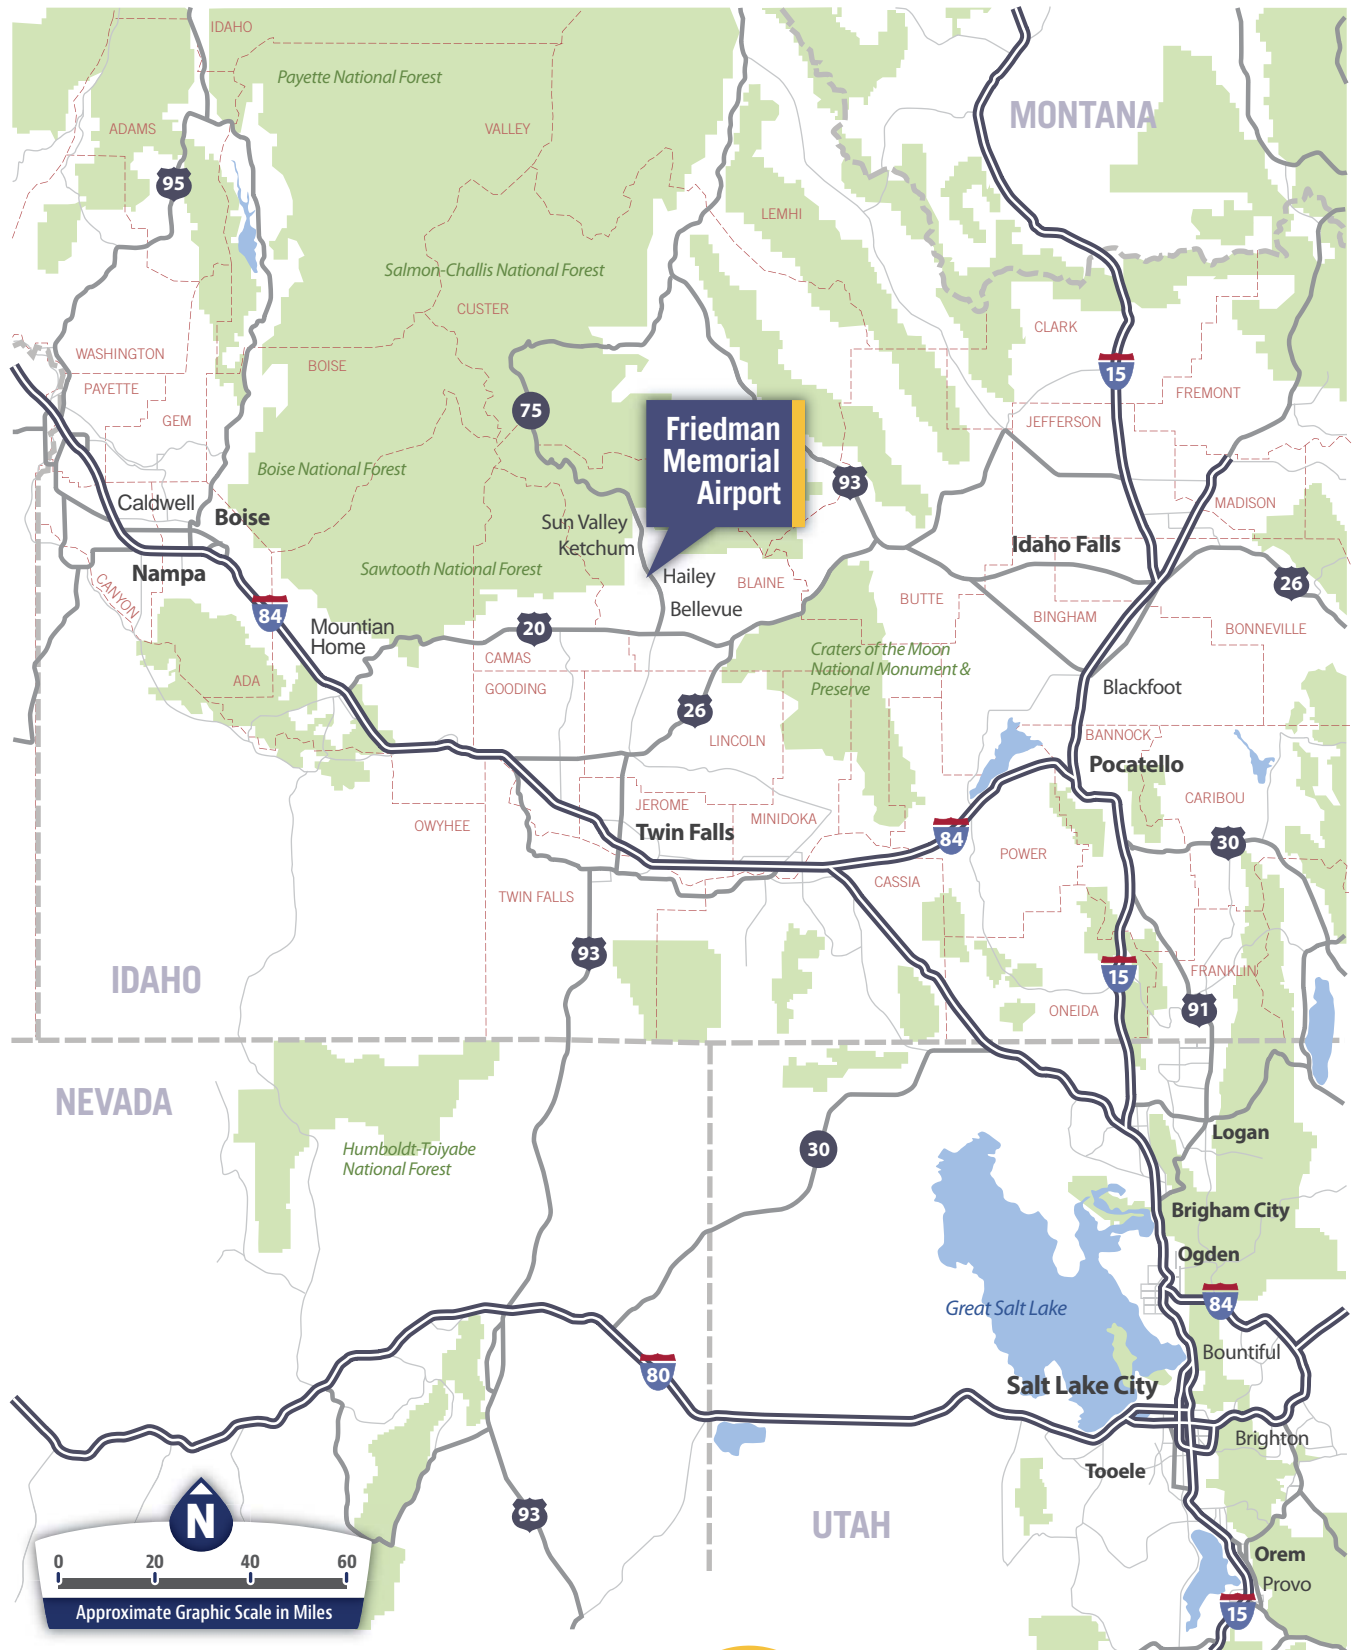 IDAHO
Payette National Forest
MONTANA
ADAMS
VALLEY
95
LEMHI
Salmon-Challis National Forest
CUSTER
CLARK
WASHINGTON
BOISE
15
PAYETTE
FREMONT
GEM
75
JEFFERSON
Friedman
Memorial
Airport
Boise National Forest
93
Caldwell
Boise
MADISON
Sun Valley
Ketchum
Idaho Falls
Nampa
Sawtooth National Forest
Hailey
BLAINE
26
CANYON
BUTTE
84
Bellevue
BINGHAM
Mountian
Home
20
BONNEVILLE
CAMAS
Craters of the Moon
National Monument &
Preserve
ADA
GOODING
Blackfoot
26
LINCOLN
BANNOCK
Pocatello
JEROME
CARIBOU
OWYHEE
Twin Falls
MINIDOKA
84
30
POWER
TWIN FALLS
CASSIA
93
IDAHO
15
FRANKLIN
ONEIDA
91
NEVADA
Logan
Humboldt-Toiyabe
National Forest
30
Brigham City
Ogden
Great Salt Lake
84
Bountiful
80
Salt Lake City
Brighton
Tooele
93
UTAH
N
Orem
0 20 40 60
Provo
Approximate Graphic Scale in Miles
15